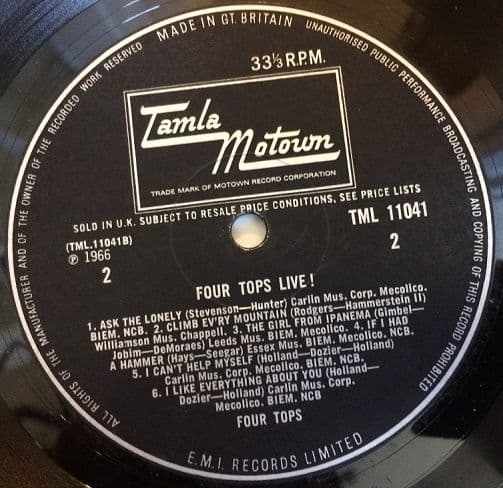 MADE IN GT. BRITAIN
UNAUTHORISED PUBLIC PERFORMANCE BROADCASTING AND COPYING OF THIS RECORD PROHIBITED
ALL RIGHTS OF THE MANUFACTURER AND OF THE OWNER OF THE RECORDED WORK RESERVED
33⅓ R.P.M.
Tamla
Motown
TRADE MARK OF MOTOWN RECORD CORPORATION
SOLD IN U.K. SUBJECT TO RESALE PRICE CONDITIONS, SEE PRICE LISTS
(TML.11041B)
TML 11041
℗ 1966
2
2
FOUR TOPS LIVE!
1. ASK THE LONELY (Stevenson—Hunter) Carlin Mus. Corp. Mecolico.
BIEM. NCB. 2. CLIMB EV'RY MOUNTAIN (Rodgers—Hammerstein II)
Williamson Mus. Chappell. 3. THE GIRL FROM IPANEMA (Gimbel—
Jobim—DeMoraes) Leeds Mus. BIEM. Mecolico. 4. IF I HAD
A HAMMER (Hays—Seegar) Essex Mus. BIEM. Mecolico. NCB.
5. I CAN'T HELP MYSELF (Holland—Dozier—Holland)
Carlin Mus. Corp. Mecolico. BIEM. NCB.
6. I LIKE EVERYTHING ABOUT YOU (Holland—
Dozier—Holland) Carlin Mus. Corp.
Mecolico. BIEM. NCB
FOUR TOPS
E.M.I. RECORDS LIMITED